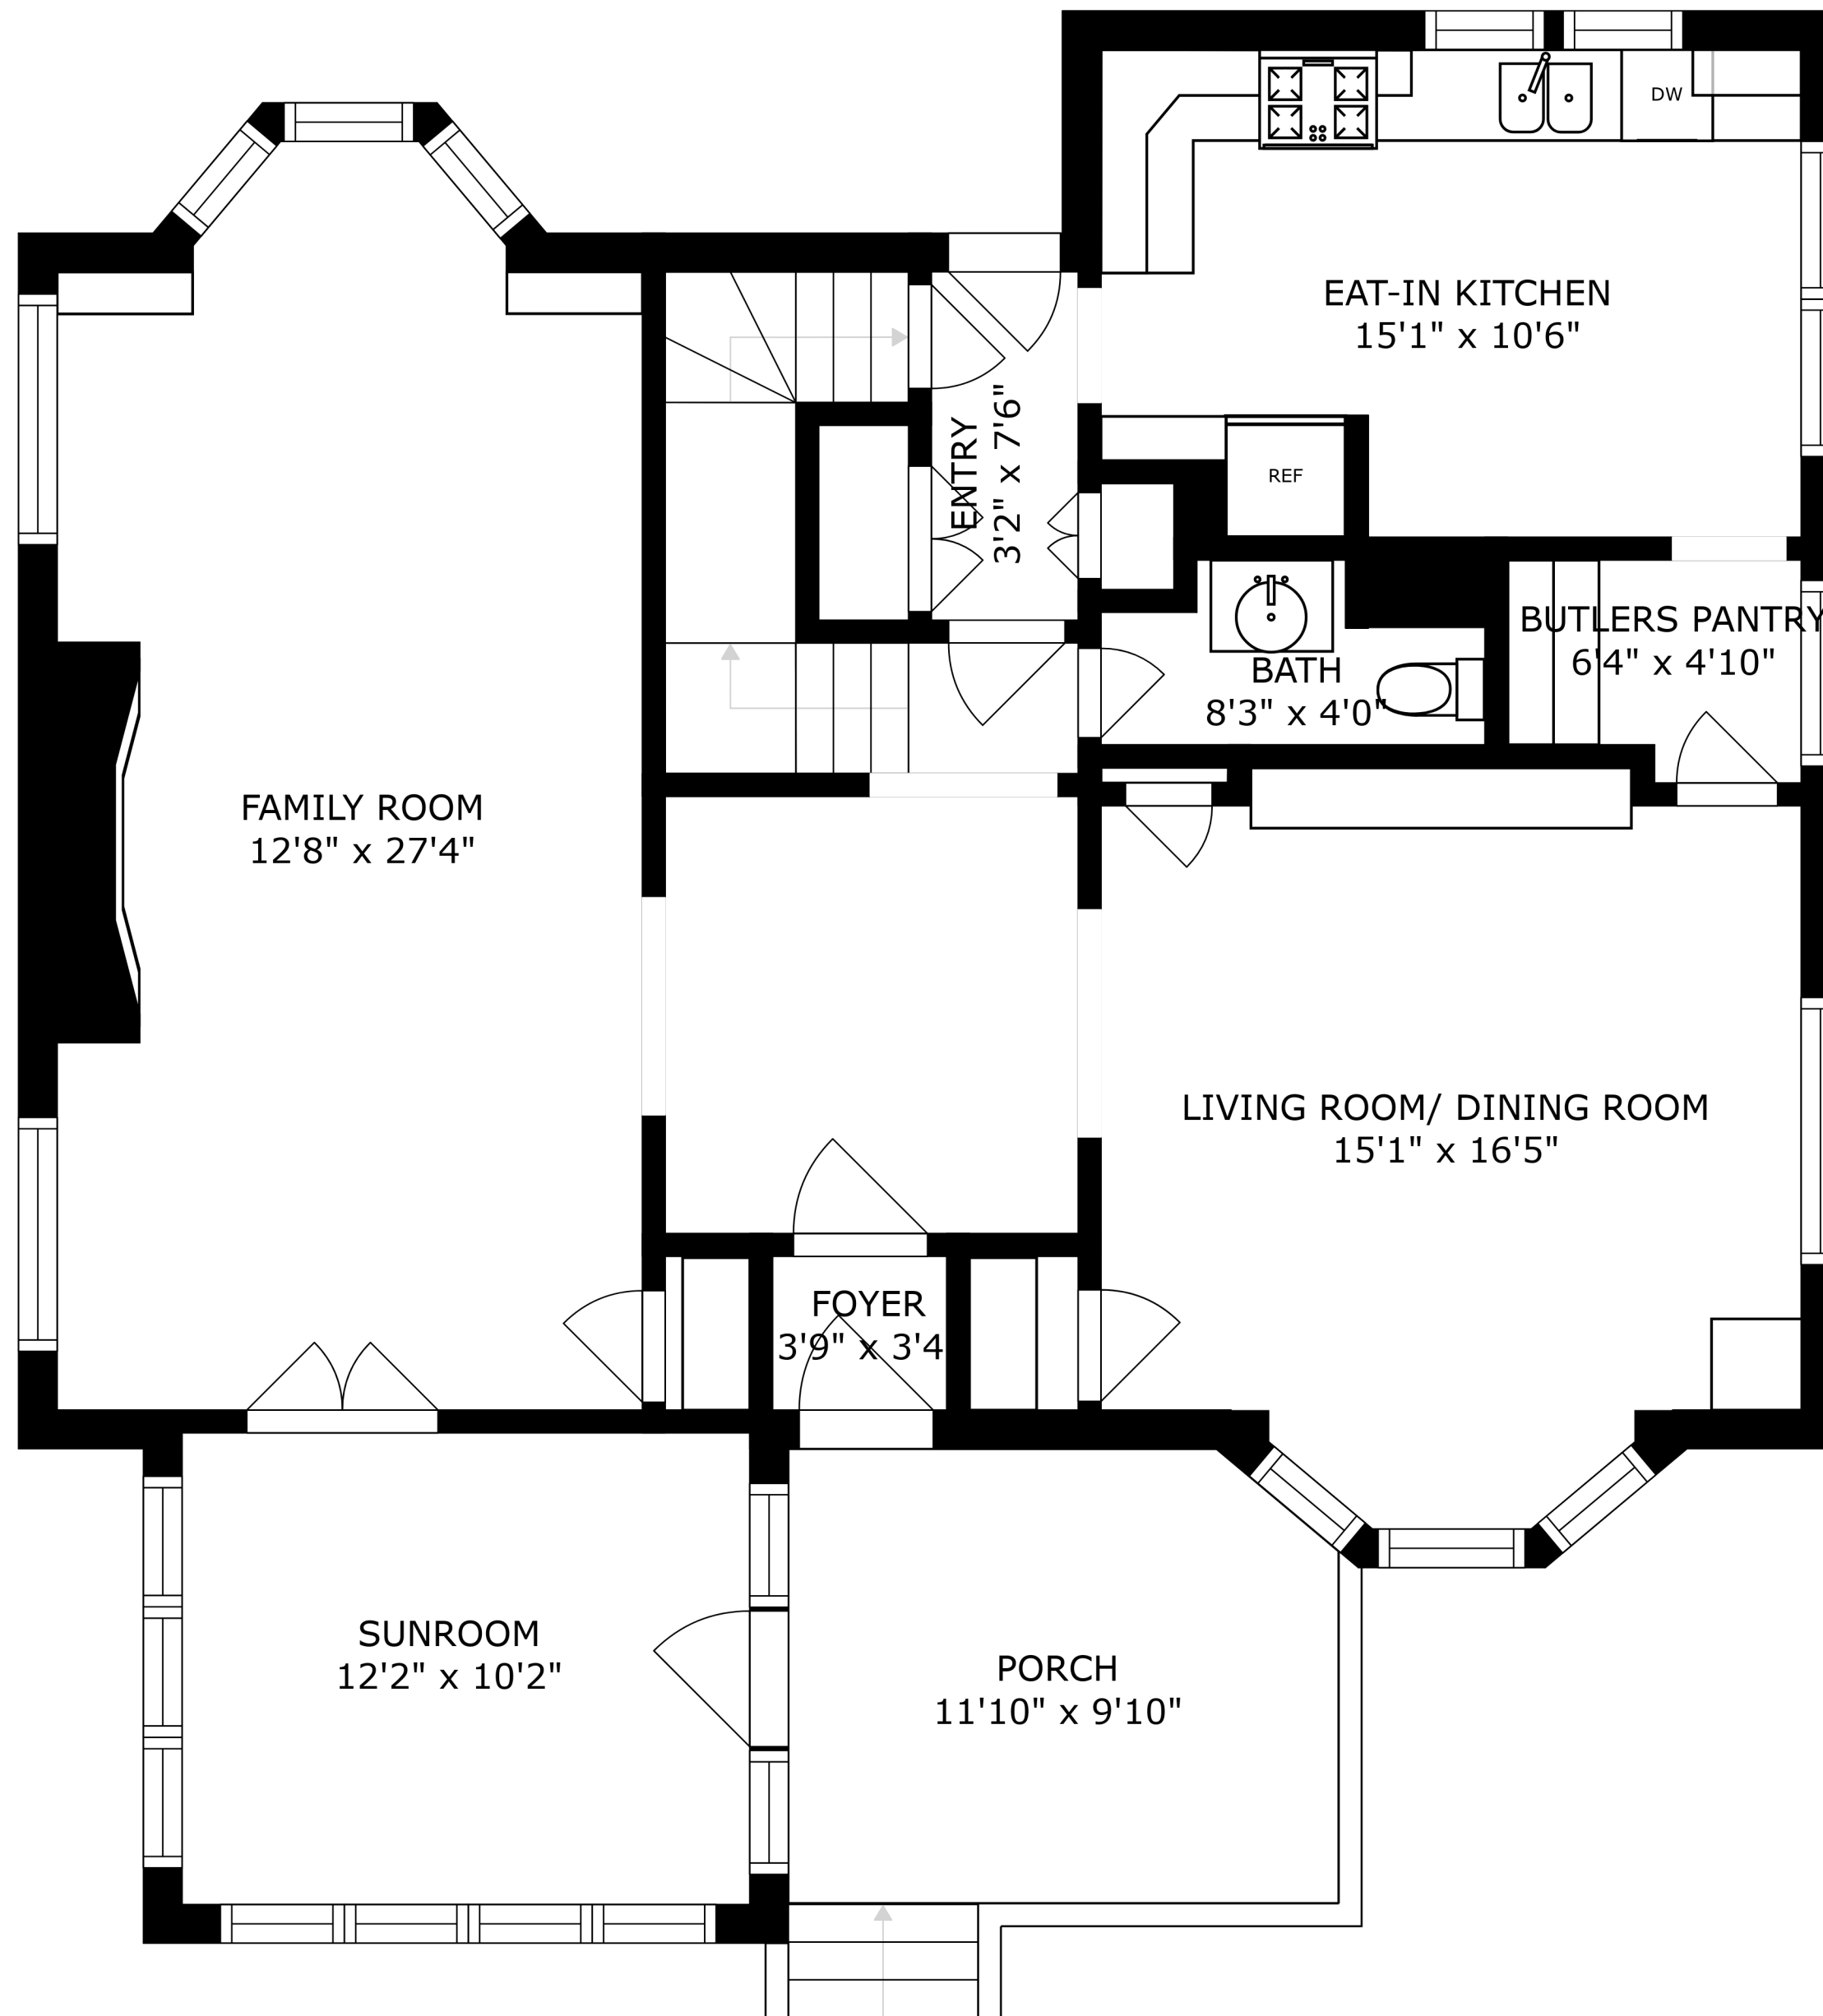 DW
EAT-IN KITCHEN
15'1" x 10'6"
ENTRY
3'2" x 7'6"
REF
BUTLERS PANTRY
6'4" x 4'10"
BATH
8'3" x 4'0"
FAMILY ROOM
12'8" x 27'4"
LIVING ROOM/ DINING ROOM
15'1" x 16'5"
FOYER
3'9" x 3'4
SUNROOM
12'2" x 10'2"
PORCH
11'10" x 9'10"